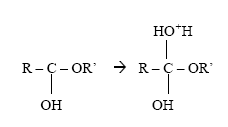 HO⁺H
R – C – OR' → R – C – OR'
OH OH